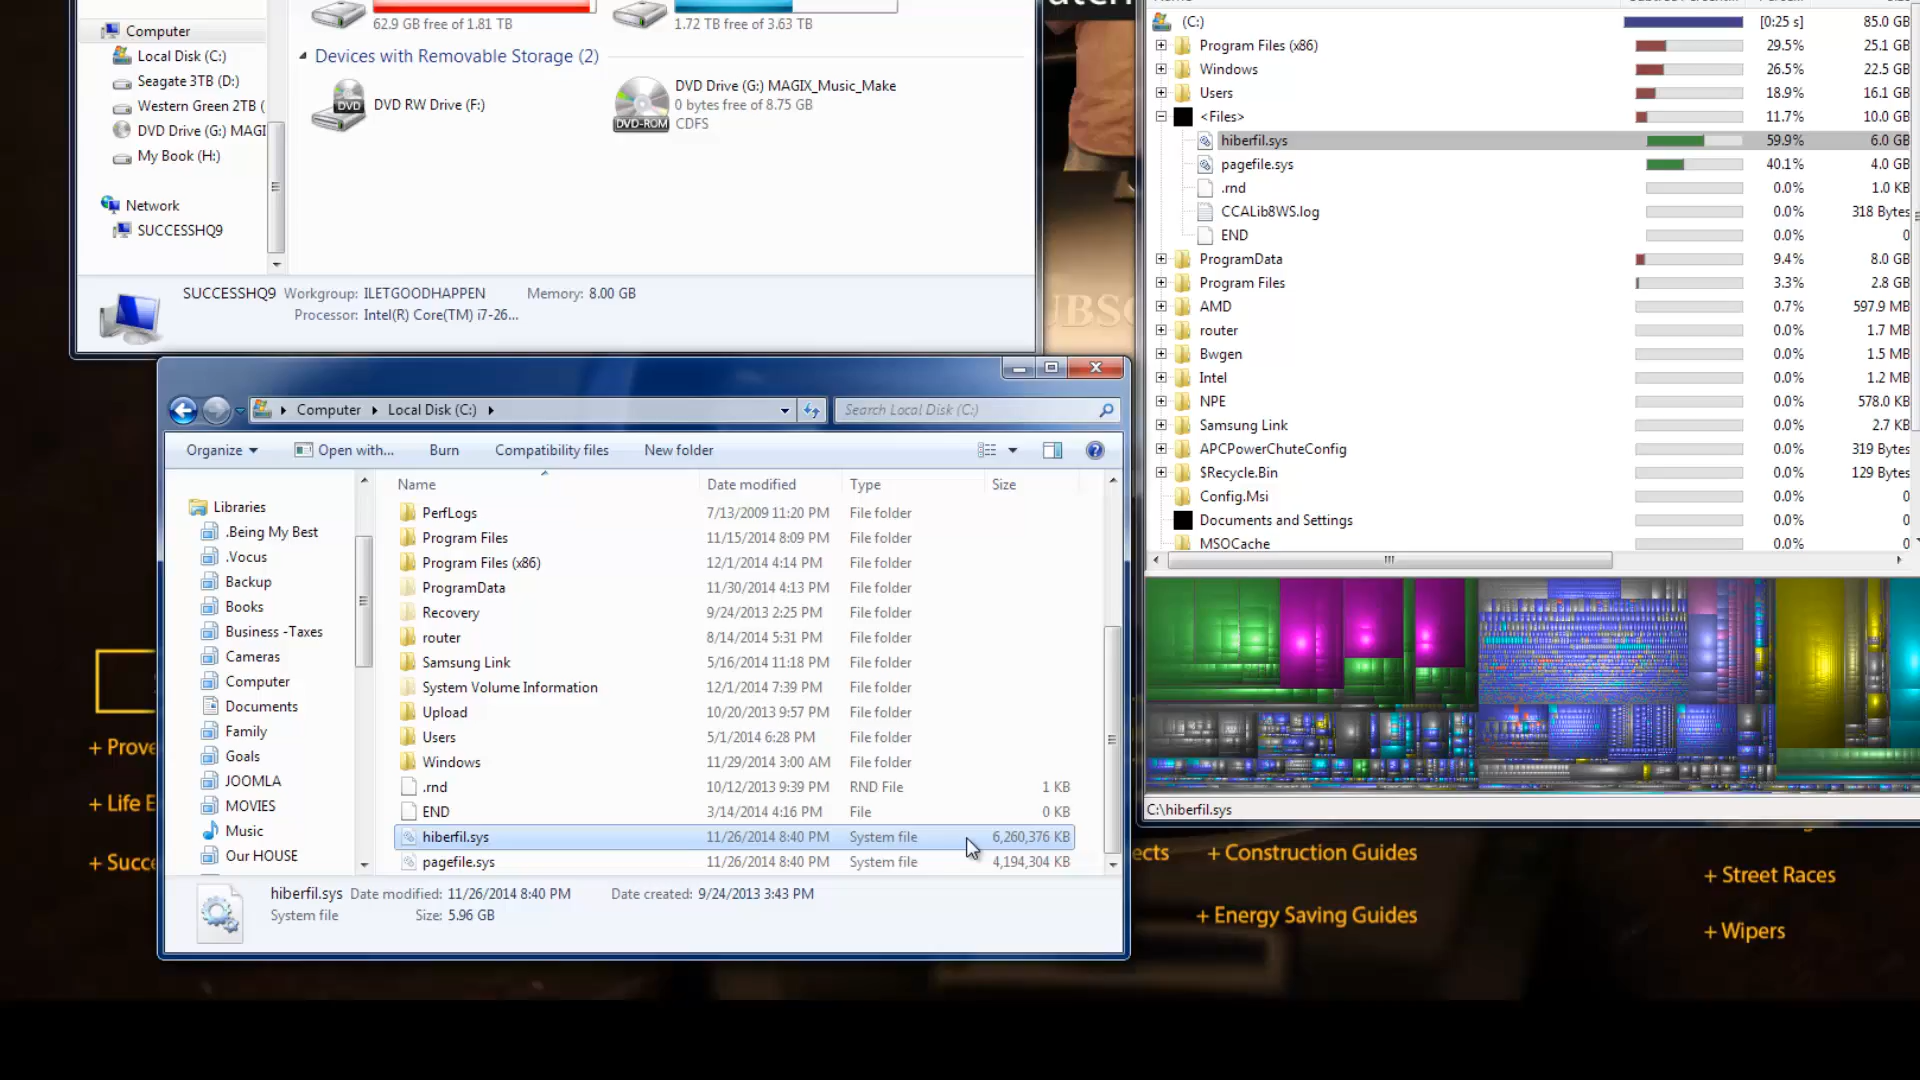 Computer
Local Disk (C:)
Seagate 3TB (D:)
Western Green 2TB (
DVD Drive (G:) MAGI
My Book (H:)
Network
SUCCESSHQ9
62.9 GB free of 1.81 TB
1.72 TB free of 3.63 TB
Devices with Removable Storage (2)
DVD RW Drive (F:)
DVD
DVD Drive (G:) MAGIX_Music_Make
0 bytes free of 8.75 GB
CDFS
DVD-ROM
SUCCESSHQ9 Workgroup: ILETGOODHAPPEN Memory: 8.00 GB
Processor: Intel(R) Core(TM) i7-26...
(C:) [0:25 s] 85.0 GB
Program Files (x86) 29.5% 25.1 GB
Windows 26.5% 22.5 GB
Users 18.9% 16.1 GB
<Files> 11.7% 10.0 GB
hiberfil.sys 59.9% 6.0 GB
pagefile.sys 40.1% 4.0 GB
.rnd 0.0% 1.0 KB
CCALib8WS.log 0.0% 318 Bytes
END 0.0% 0
ProgramData 9.4% 8.0 GB
Program Files 3.3% 2.8 GB
AMD 0.7% 597.9 MB
router 0.0% 1.7 MB
Bwgen 0.0% 1.5 MB
Intel 0.0% 1.2 MB
NPE 0.0% 578.0 KB
Samsung Link 0.0% 2.7 KB
APCPowerChuteConfig 0.0% 319 Bytes
$Recycle.Bin 0.0% 129 Bytes
Config.Msi 0.0% 0
Documents and Settings 0.0% 0
MSOCache 0.0% 0
C:\hiberfil.sys
Computer Local Disk (C:)
Search Local Disk (C:)
Organize Open with... Burn Compatibility files New folder
Libraries
.Being My Best
.Vocus
Backup
Books
Business -Taxes
Cameras
Computer
Documents
Family
Goals
JOOMLA
MOVIES
Music
Our HOUSE
Name Date modified Type Size
PerfLogs 7/13/2009 11:20 PM File folder
Program Files 11/15/2014 8:09 PM File folder
Program Files (x86) 12/1/2014 4:14 PM File folder
ProgramData 11/30/2014 4:13 PM File folder
Recovery 9/24/2013 2:25 PM File folder
router 8/14/2014 5:31 PM File folder
Samsung Link 5/16/2014 11:18 PM File folder
System Volume Information 12/1/2014 7:39 PM File folder
Upload 10/20/2013 9:57 PM File folder
Users 5/1/2014 6:28 PM File folder
Windows 11/29/2014 3:00 AM File folder
.rnd 10/12/2013 9:39 PM RND File 1 KB
END 3/14/2014 4:16 PM File 0 KB
hiberfil.sys 11/26/2014 8:40 PM System file 6,260,376 KB
pagefile.sys 11/26/2014 8:40 PM System file 4,194,304 KB
hiberfil.sys Date modified: 11/26/2014 8:40 PM Date created: 9/24/2013 3:43 PM
System file Size: 5.96 GB
+ Prove
+ Life E
+ Succ
ects
+ Construction Guides
+ Energy Saving Guides
+ Street Races
+ Wipers
UBSC